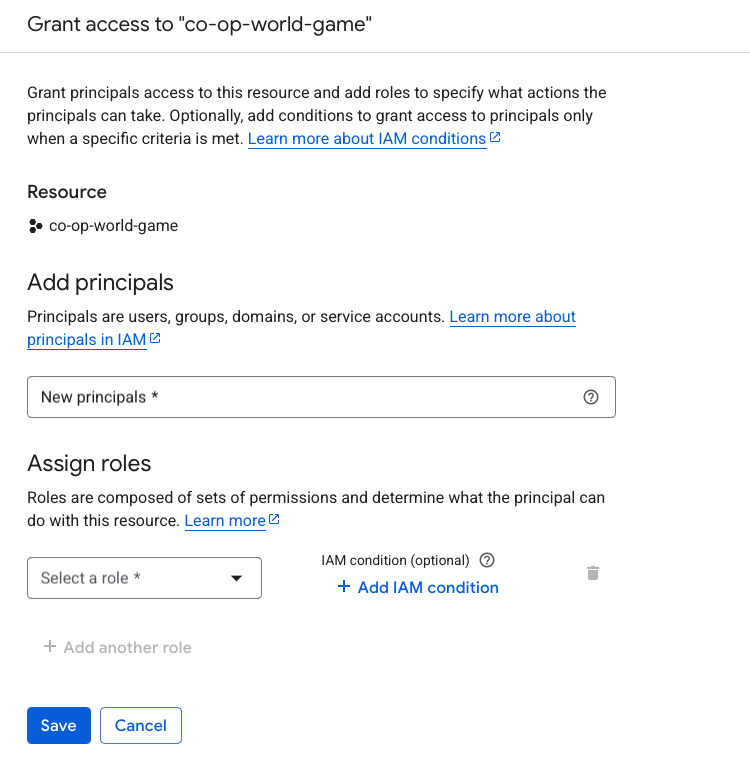 Grant access to "co-op-world-game"
Grant principals access to this resource and add roles to specify what actions the
principals can take. Optionally, add conditions to grant access to principals only
when a specific criteria is met. Learn more about IAM conditions
Resource
co-op-world-game
Add principals
Principals are users, groups, domains, or service accounts. Learn more about
principals in IAM
New principals *
Assign roles
Roles are composed of sets of permissions and determine what the principal can
do with this resource. Learn more
Select a role *
IAM condition (optional)
+ Add IAM condition
+ Add another role
Save
Cancel